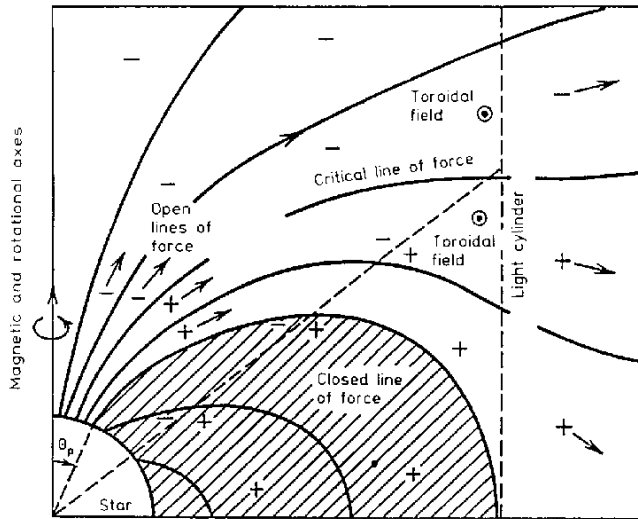 Magnetic and rotational axes
Toroidal
field
Critical line of force
Open
lines of
force
Toroidal
field
Light cylinder
Closed line
of force
θp
Star